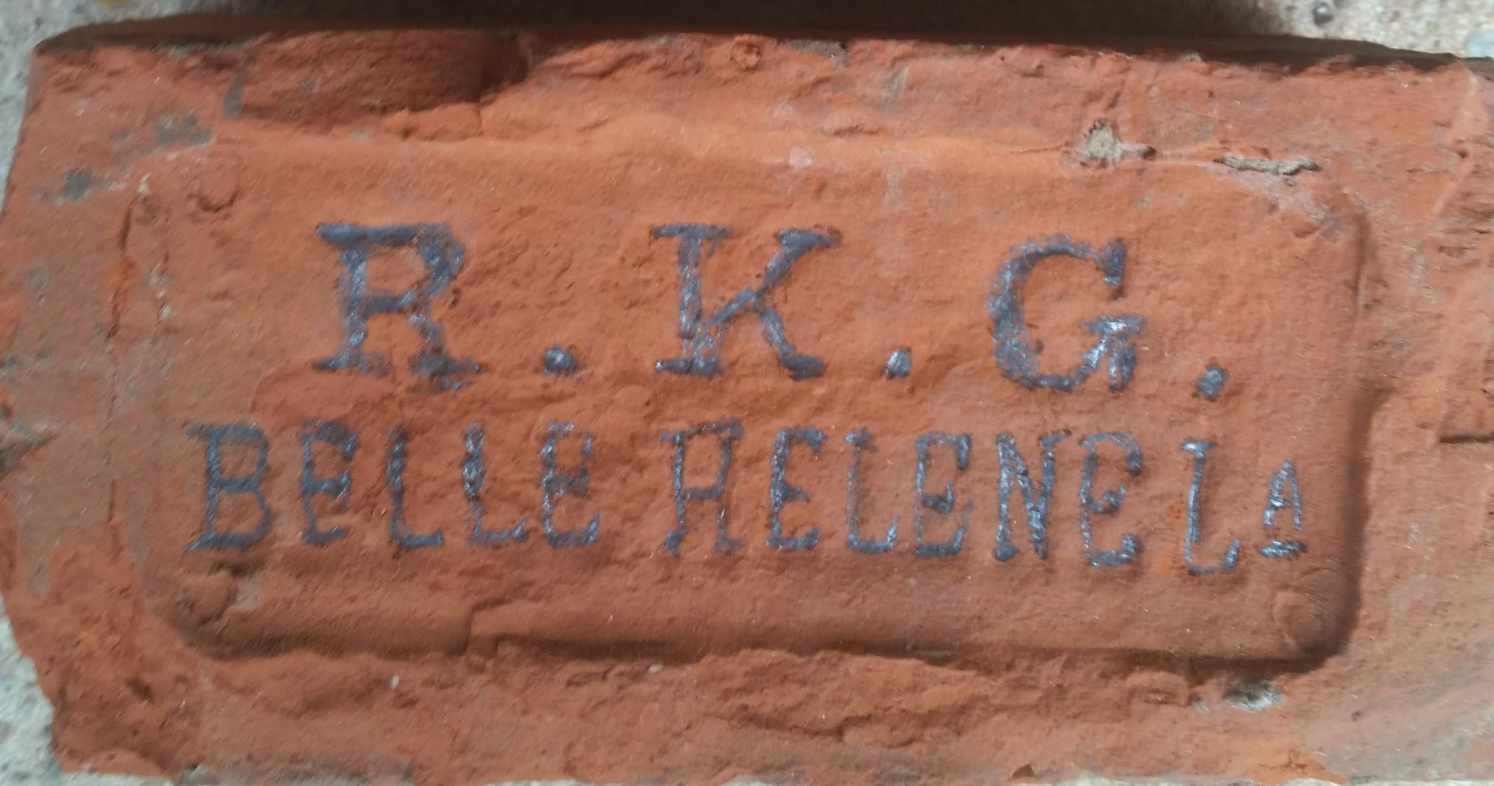 R. K. G.
BELLE HELENE LA